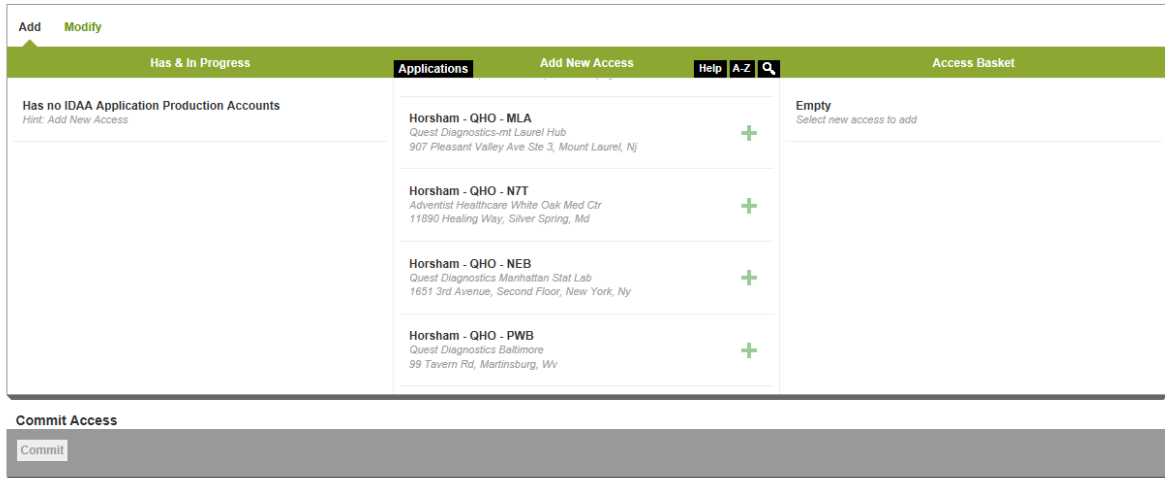 Add Modify
Has & In Progress
Applications Add New Access Help A-Z
Access Basket
Has no IDAA Application Production Accounts
Hint: Add New Access
Horsham - QHO - MLA
Quest Diagnostics-mt Laurel Hub
907 Pleasant Valley Ave Ste 3, Mount Laurel, Nj
Horsham - QHO - N7T
Adventist Healthcare White Oak Med Ctr
11890 Healing Way, Silver Spring, Md
Horsham - QHO - NEB
Quest Diagnostics Manhattan Stat Lab
1651 3rd Avenue, Second Floor, New York, Ny
Horsham - QHO - PWB
Quest Diagnostics Baltimore
99 Tavern Rd, Martinsburg, Wv
Empty
Select new access to add
Commit Access
Commit